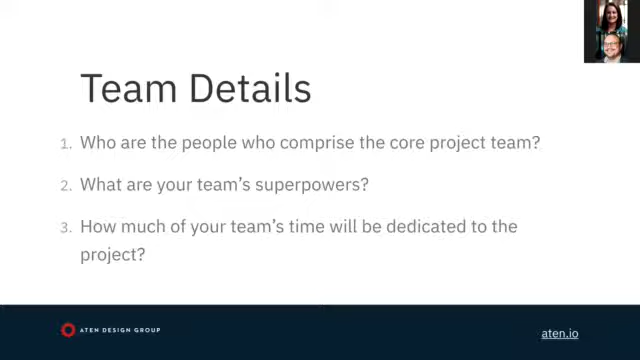 Team Details
1. Who are the people who comprise the core project team?
2. What are your team's superpowers?
3. How much of your team's time will be dedicated to the
project?
ATEN DESIGN GROUP
aten.io